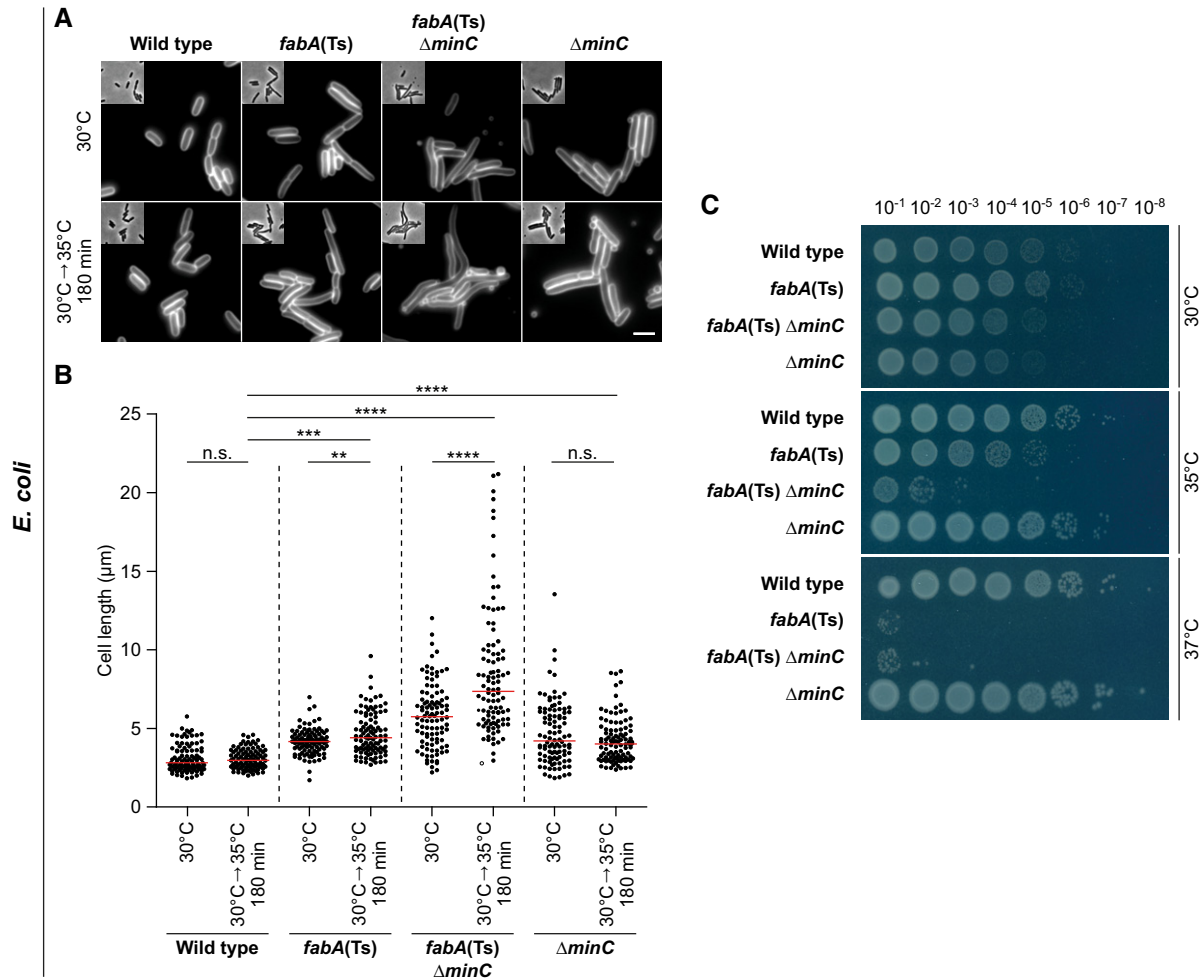 A
Wild type
fabA(Ts)
fabA(Ts)
ΔminC
ΔminC
30°C
30°C→35°C
180 min
E. coli
B
****
****
***
n.s.
**
****
n.s.
Cell length (µm)
25
20
15
10
5
0
30°C
30°C→35°C
180 min
30°C
30°C→35°C
180 min
30°C
30°C→35°C
180 min
30°C
30°C→35°C
180 min
Wild type
fabA(Ts)
fabA(Ts)
ΔminC
ΔminC
C
10-1 10-2 10-3 10-4 10-5 10-6 10-7 10-8
Wild type
fabA(Ts)
fabA(Ts) ΔminC
ΔminC
30°C
Wild type
fabA(Ts)
fabA(Ts) ΔminC
ΔminC
35°C
Wild type
fabA(Ts)
fabA(Ts) ΔminC
ΔminC
37°C